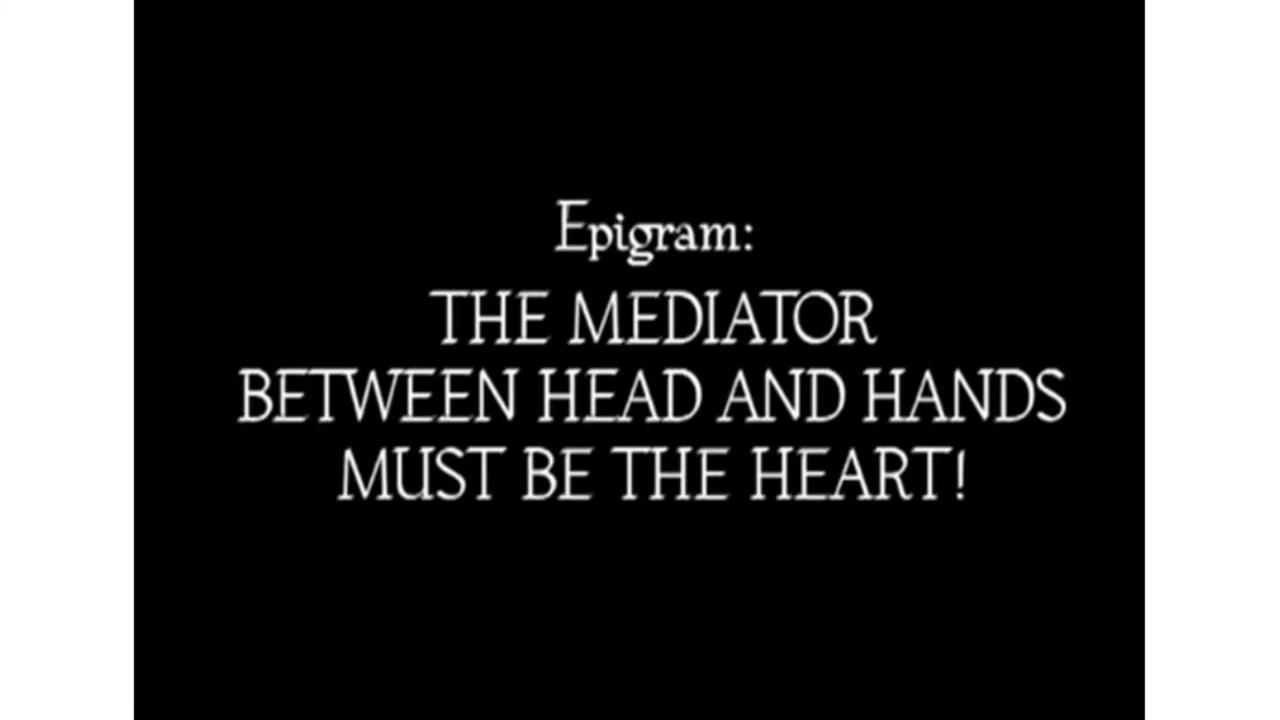 Epigram:
THE MEDIATOR
BETWEEN HEAD AND HANDS
MUST BE THE HEART!